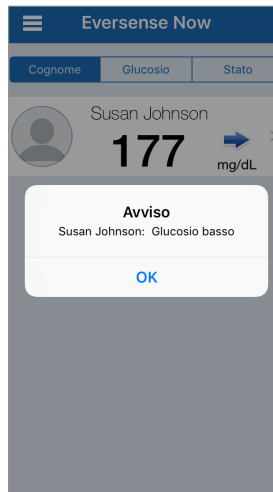 Eversense Now
Cognome Glucosio Stato
Susan Johnson
177
mg/dL
Avviso
Susan Johnson: Glucosio basso
OK